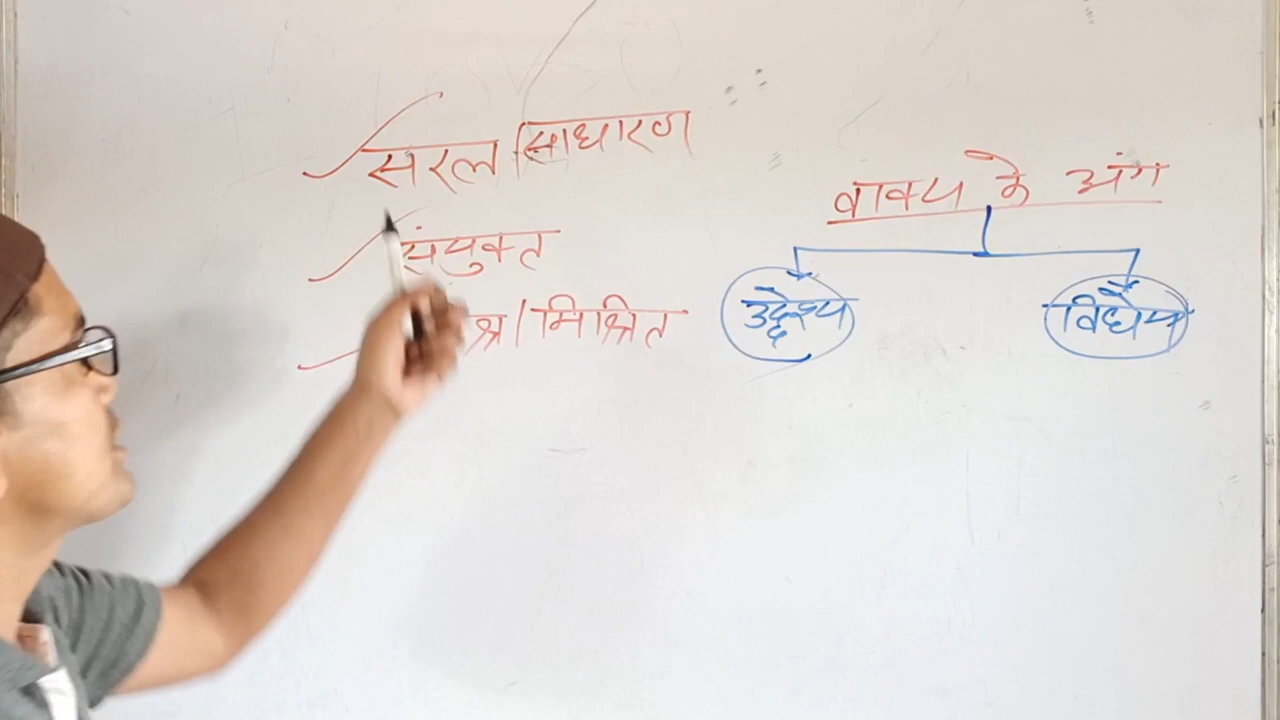 सरल/साधारण
संयुक्त
श्र/मिश्रित
वाक्य के अंग
उद्देश्य
विधेय